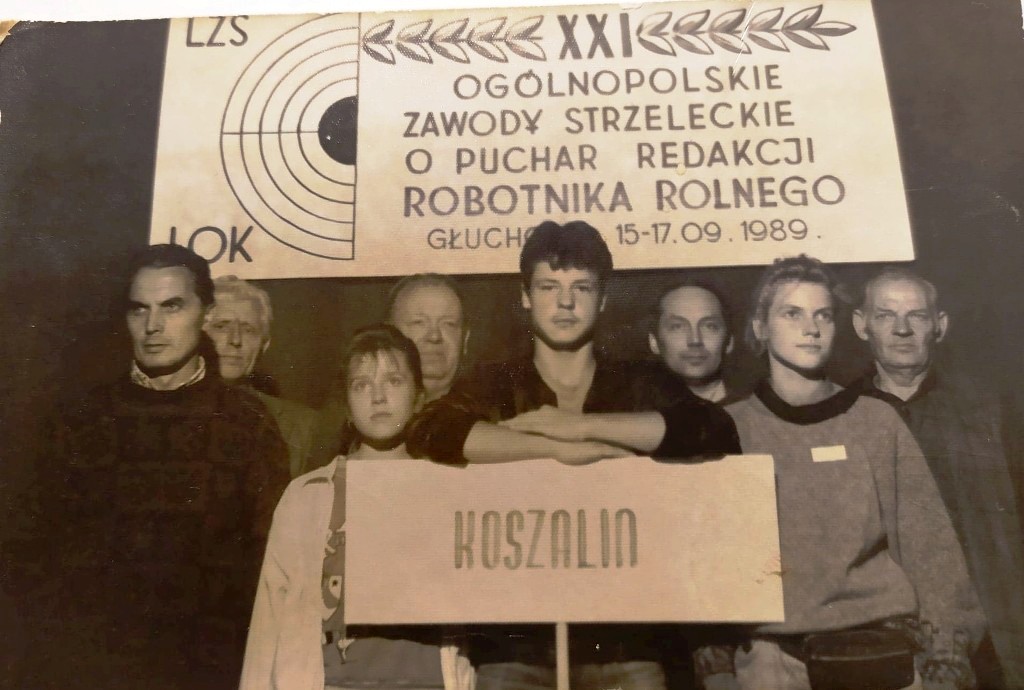 LZS
XXI
OGÓLNOPOLSKIE
ZAWODY STRZELECKIE
O PUCHAR REDAKCJI
ROBOTNIKA ROLNEGO
15-17.09.1989.
LOK
KOSZALIN